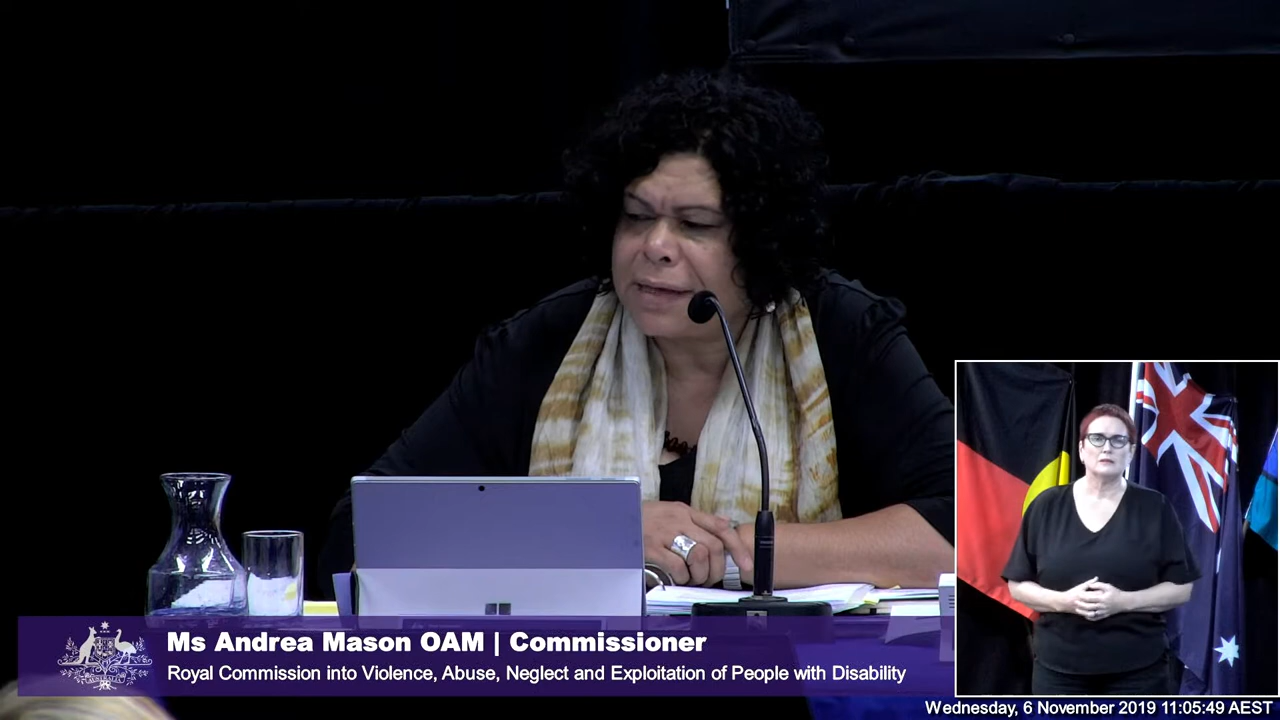 Ms Andrea Mason OAM | Commissioner
Royal Commission into Violence, Abuse, Neglect and Exploitation of People with Disability
Wednesday, 6 November 2019 11:05:49 AEST